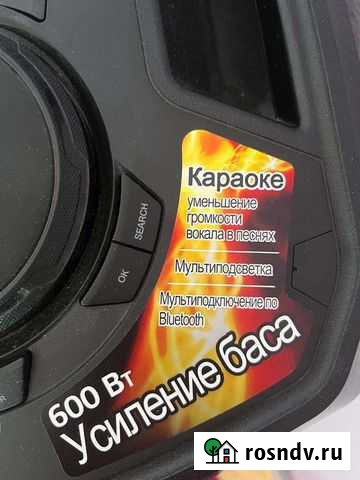 Караоке
уменьшение
громкости
вокала в песнях
Мультиподсветка
Мультиподключение по
Bluetooth
SEARCH
OK
600 Вт
Усиление баса
R
rosndv.ru